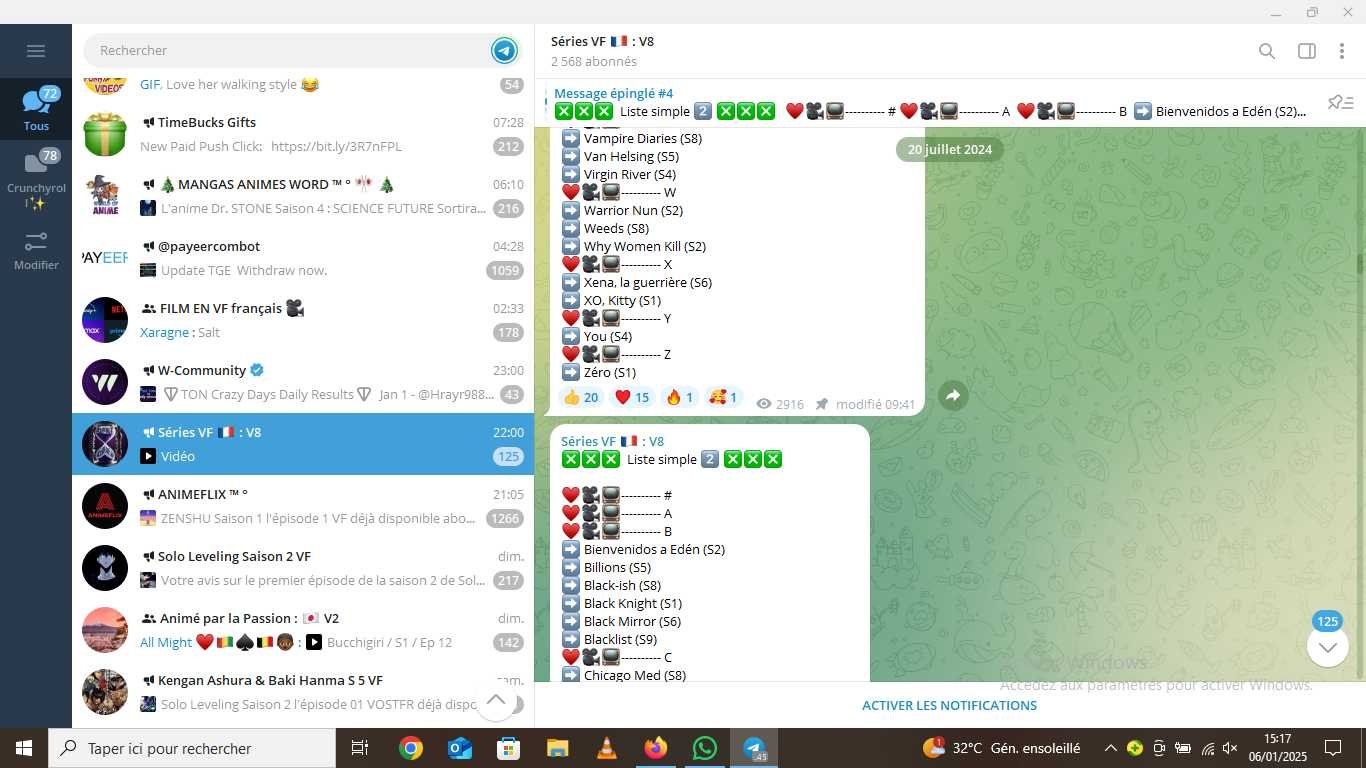 Rechercher
Séries VF 🇫🇷 : V8
2 568 abonnés
Message épinglé #4
❎❎❎ Liste simple 2️⃣ ❎❎❎ ❤️🎥📺---------- # ❤️🎥📺---------- A ❤️🎥📺---------- B ➡️ Bienvenidos a Edén (S2)...
72
Tous
78
Crunchyrol
l✨
Modifier
VIDEOS
GIF, Love her walking style 😂
54
TimeBucks Gifts
07:28
New Paid Push Click: https://bit.ly/3R7nFPL
212
🎄MANGAS ANIMES WORD ™ ° 🎌 🎄
06:10
L'anime Dr. STONE Saison 4 : SCIENCE FUTURE Sortira...
216
ANIME
@payeercombot
04:28
Update TGE Withdraw now.
1059
PAYEER
FILM EN VF français 🎥
02:33
Xaragne : Salt
178
max
prime
W-Community
23:00
TON Crazy Days Daily Results Jan 1 - @Hrayr988...
43
Séries VF 🇫🇷 : V8
22:00
Vidéo
125
ANIMEFLIX ™ °
21:05
ZENSHU Saison 1 l'épisode 1 VF déjà disponible abo...
1266
ANIMEFLIX
Solo Leveling Saison 2 VF
dim.
Votre avis sur le premier épisode de la saison 2 de Sol...
217
Animé par la Passion : 🇯🇵 V2
dim.
All Might ❤️🇬🇳♠️🇧🇪👨🏾‍🦲 : Bucchigiri / S1 / Ep 12
142
Kengan Ashura & Baki Hanma S 5 VF
sam.
Solo Leveling Saison 2 l'épisode 01 VOSTFR déjà dispo
20 juillet 2024
➡️ Vampire Diaries (S8)
➡️ Van Helsing (S5)
➡️ Virgin River (S4)
❤️🎥📺---------- W
➡️ Warrior Nun (S2)
➡️ Weeds (S8)
➡️ Why Women Kill (S2)
❤️🎥📺---------- X
➡️ Xena, la guerrière (S6)
➡️ XO, Kitty (S1)
❤️🎥📺---------- Y
➡️ You (S4)
❤️🎥📺---------- Z
➡️ Zéro (S1)
👍 20 ❤️ 15 🔥 1 🥰 1
2916 modifié 09:41
Séries VF 🇫🇷 : V8
❎❎❎ Liste simple 2️⃣ ❎❎❎
❤️🎥📺---------- #
❤️🎥📺---------- A
❤️🎥📺---------- B
➡️ Bienvenidos a Edén (S2)
➡️ Billions (S5)
➡️ Black-ish (S8)
➡️ Black Knight (S1)
➡️ Black Mirror (S6)
➡️ Blacklist (S9)
❤️🎥📺---------- C
➡️ Chicago Med (S8)
125
Windows
Accédez aux paramètres pour activer Windows.
ACTIVER LES NOTIFICATIONS
Taper ici pour rechercher
.45
1
32°C Gén. ensoleillé
15:17
06/01/2025